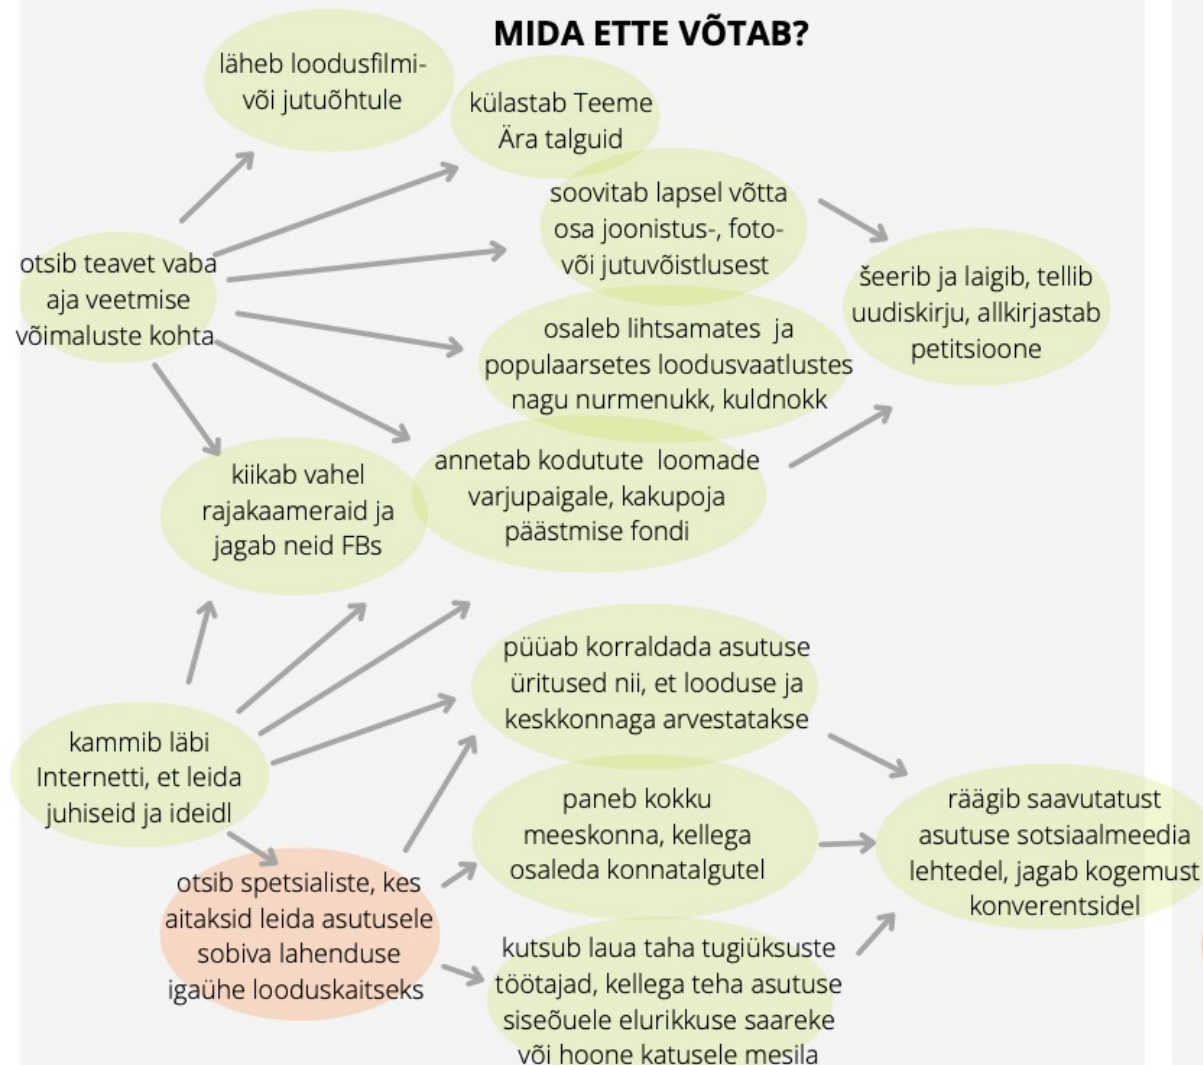 MIDA ETTE VÕTAB?
läheb loodusfilmi-
või jutuõhtule
külastab Teeme
Ära talguid
soovitab lapsel võtta
osa joonistus-, foto-
või jutuvõistlusest
otsib teavet vaba
aja veetmise
võimaluste kohta
šeerib ja laigib, tellib
uudiskirju, allkirjastab
petitsioone
osaleb lihtsamates ja
populaarsetes loodusvaatlustes
nagu nurmenukk, kuldnokk
kiikab vahel
rajakaameraid ja
jagab neid FBs
annetab kodutute loomade
varjupaigale, kakupoja
päästmise fondi
püüab korraldada asutuse
üritused nii, et looduse ja
keskkonnaga arvestatakse
kammib läbi
Internetti, et leida
juhiseid ja ideidl
paneb kokku
meeskonna, kellega
osaleda konnatalgutel
räägib saavutatust
asutuse sotsiaalmeedia
lehtedel, jagab kogemust
konverentsidel
otsib spetsialiste, kes
aitaksid leida asutusele
sobiva lahenduse
igaühe looduskaitseks
kutsub laua taha tugiüksuste
töötajad, kellega teha asutuse
siseõuele elurikkuse saareke
või hoone katusele mesila